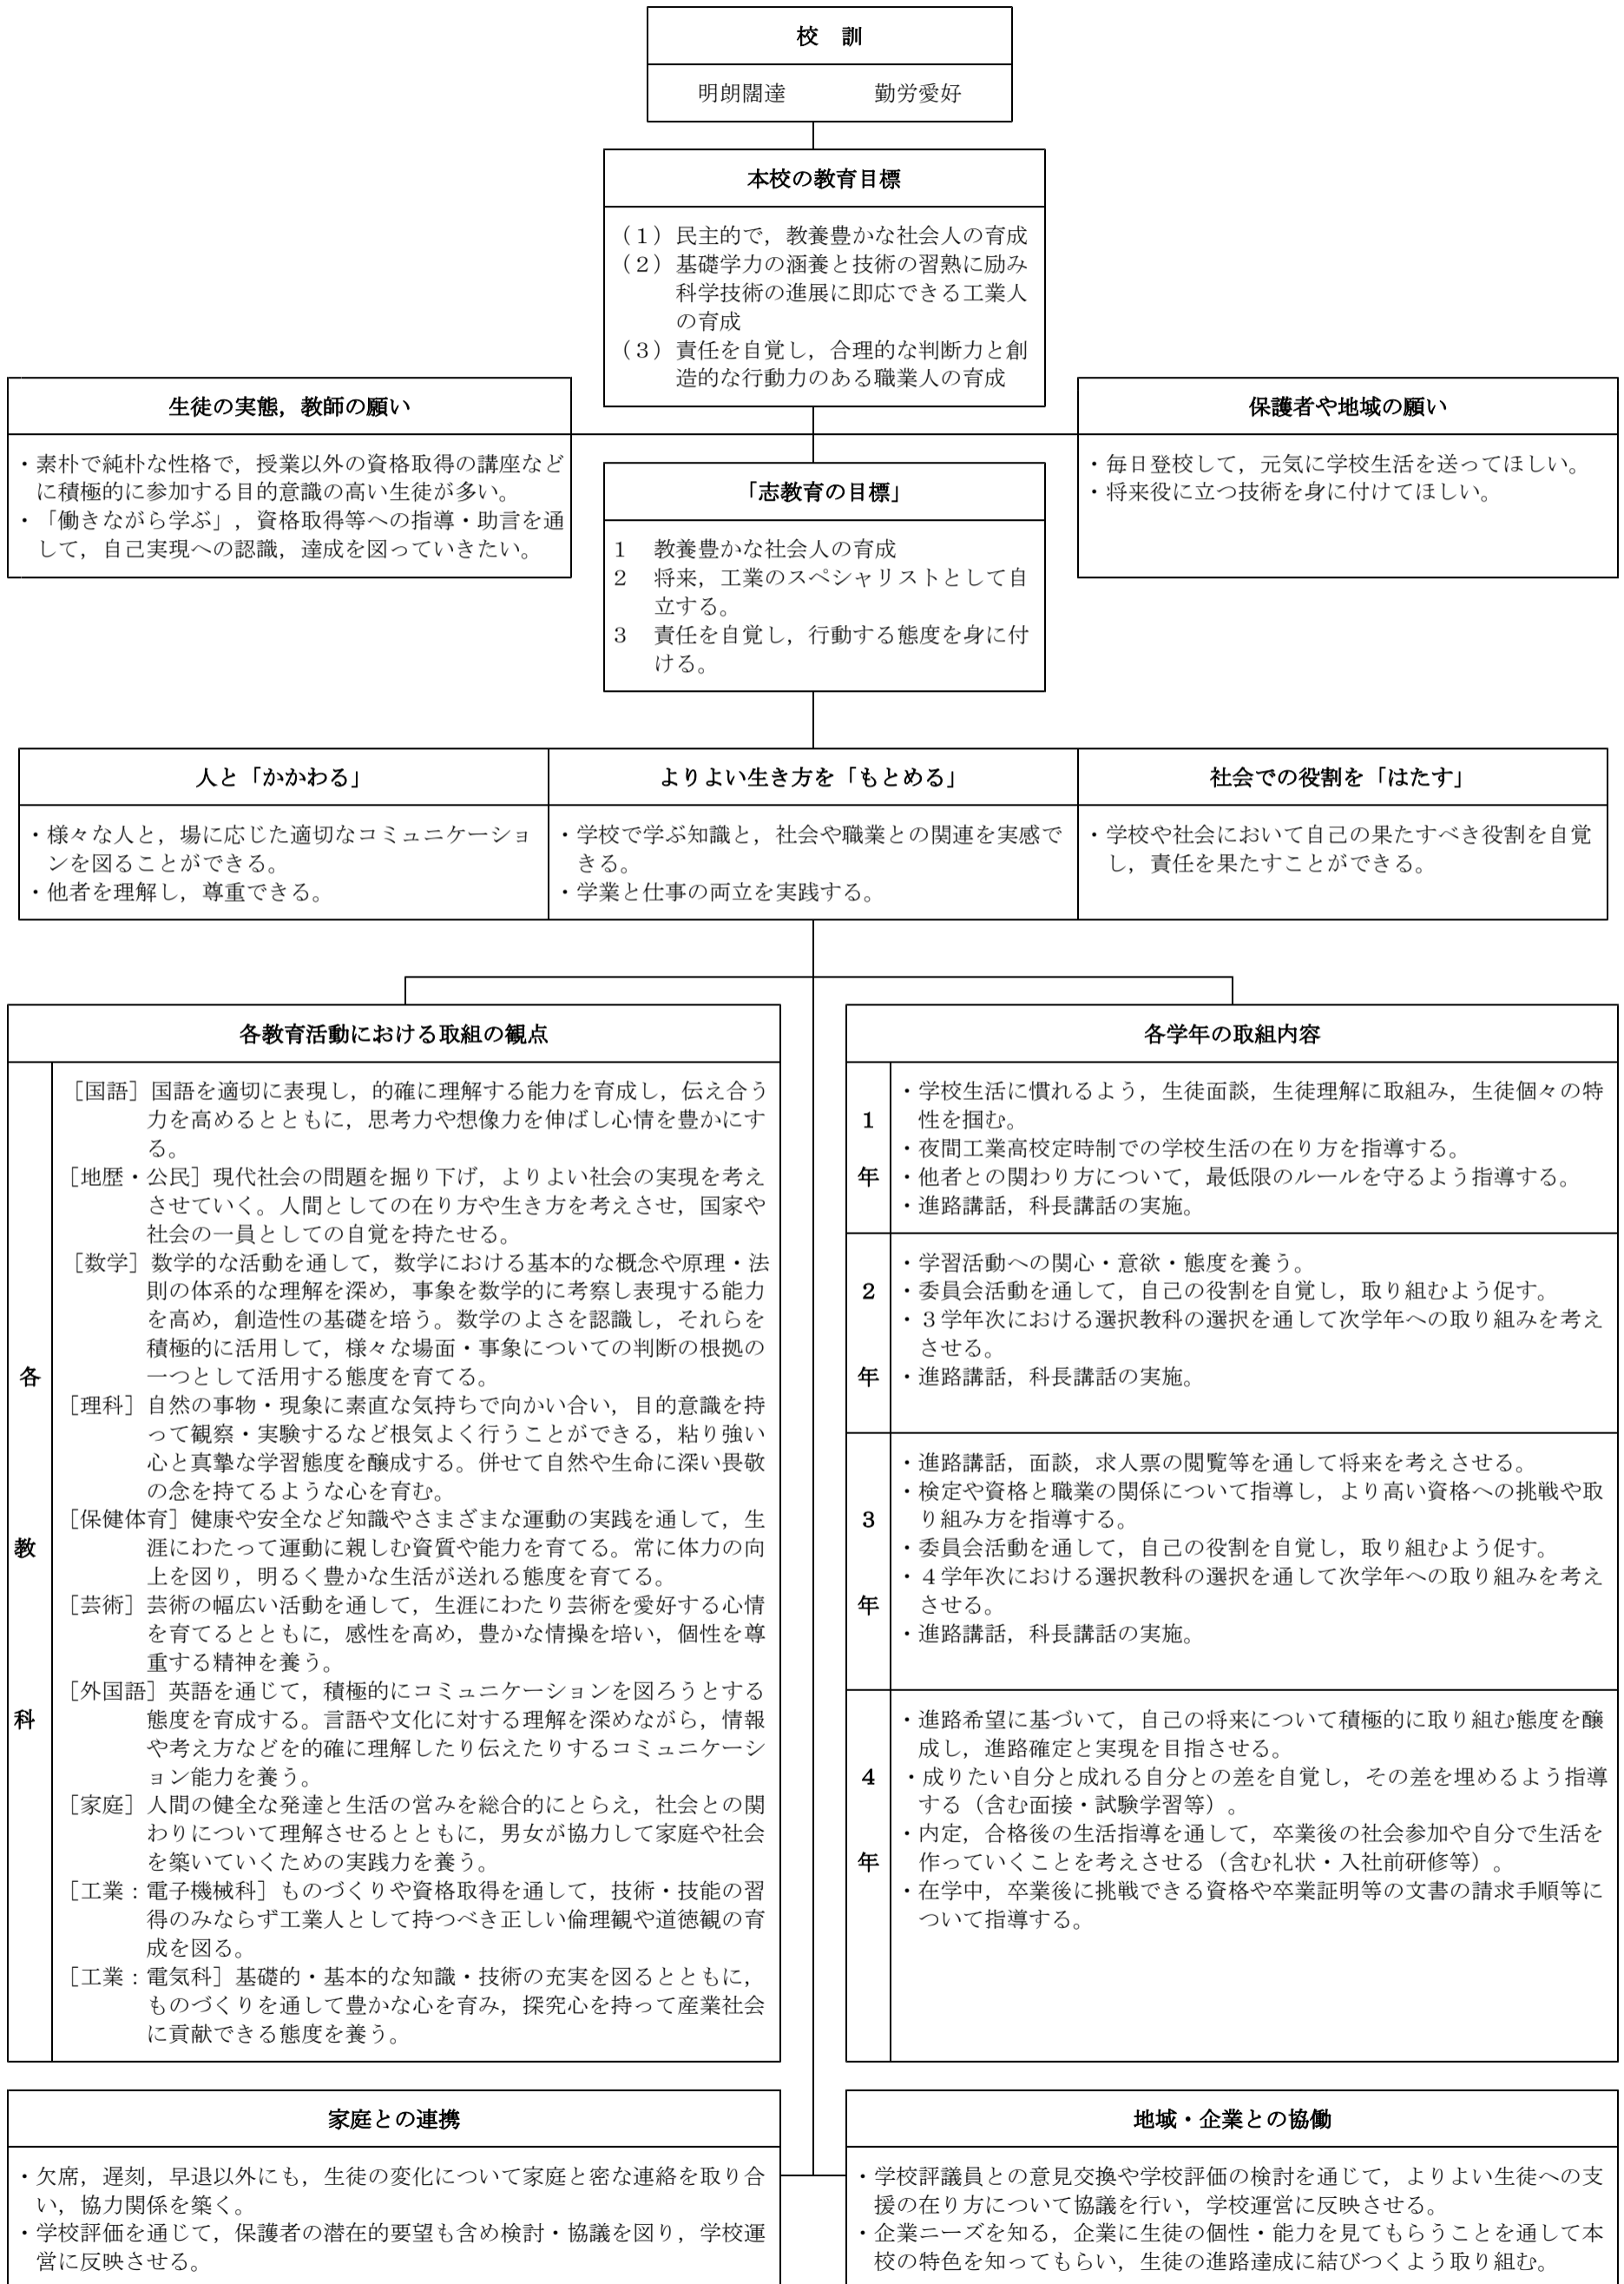 校　訓
明朗闊達　　　　勤労愛好
本校の教育目標
（１）民主的で，教養豊かな社会人の育成
（２）基礎学力の涵養と技術の習熟に励み
科学技術の進展に即応できる工業人
の育成
（３）責任を自覚し，合理的な判断力と創
造的な行動力のある職業人の育成
生徒の実態，教師の願い
・素朴で純朴な性格で，授業以外の資格取得の講座など
に積極的に参加する目的意識の高い生徒が多い。
・「働きながら学ぶ」，資格取得等への指導・助言を通
して，自己実現への認識，達成を図っていきたい。
保護者や地域の願い
・毎日登校して，元気に学校生活を送ってほしい。
・将来役に立つ技術を身に付けてほしい。
「志教育の目標」
１　教養豊かな社会人の育成
２　将来，工業のスペシャリストとして自
立する。
３　責任を自覚し，行動する態度を身に付
ける。
人と「かかわる」
・様々な人と，場に応じた適切なコミュニケーショ
ンを図ることができる。
・他者を理解し，尊重できる。
よりよい生き方を「もとめる」
・学校で学ぶ知識と，社会や職業との関連を実感で
きる。
・学業と仕事の両立を実践する。
社会での役割を「はたす」
・学校や社会において自己の果たすべき役割を自覚
し，責任を果たすことができる。
各教育活動における取組の観点
各
教
科
［国語］国語を適切に表現し，的確に理解する能力を育成し，伝え合う
力を高めるとともに，思考力や想像力を伸ばし心情を豊かにす
る。
［地歴・公民］現代社会の問題を掘り下げ，よりよい社会の実現を考え
させていく。人間としての在り方や生き方を考えさせ，国家や
社会の一員としての自覚を持たせる。
［数学］数学的な活動を通して，数学における基本的な概念や原理・法
則の体系的な理解を深め，事象を数学的に考察し表現する能力
を高め，創造性の基礎を培う。数学のよさを認識し，それらを
積極的に活用して，様々な場面・事象についての判断の根拠の
一つとして活用する態度を育てる。
［理科］自然の事物・現象に素直な気持ちで向かい合い，目的意識を持
って観察・実験するなど根気よく行うことができる，粘り強い
心と真摯な学習態度を醸成する。併せて自然や生命に深い畏敬
の念を持てるような心を育む。
［保健体育］健康や安全など知識やさまざまな運動の実践を通して，生
涯にわたって運動に親しむ資質や能力を育てる。常に体力の向
上を図り，明るく豊かな生活が送れる態度を育てる。
［芸術］芸術の幅広い活動を通して，生涯にわたり芸術を愛好する心情
を育てるとともに，感性を高め，豊かな情操を培い，個性を尊
重する精神を養う。
［外国語］英語を通じて，積極的にコミュニケーションを図ろうとする
態度を育成する。言語や文化に対する理解を深めながら，情報
や考え方などを的確に理解したり伝えたりするコミュニケーシ
ョン能力を養う。
［家庭］人間の健全な発達と生活の営みを総合的にとらえ，社会との関
わりについて理解させるとともに，男女が協力して家庭や社会
を築いていくための実践力を養う。
［工業：電子機械科］ものづくりや資格取得を通して，技術・技能の習
得のみならず工業人として持つべき正しい倫理観や道徳観の育
成を図る。
［工業：電気科］基礎的・基本的な知識・技術の充実を図るとともに，
ものづくりを通して豊かな心を育み，探究心を持って産業社会
に貢献できる態度を養う。
各学年の取組内容
１
年
・学校生活に慣れるよう，生徒面談，生徒理解に取組み，生徒個々の特
性を掴む。
・夜間工業高校定時制での学校生活の在り方を指導する。
・他者との関わり方について，最低限のルールを守るよう指導する。
・進路講話，科長講話の実施。
２
年
・学習活動への関心・意欲・態度を養う。
・委員会活動を通して，自己の役割を自覚し，取り組むよう促す。
・３学年次における選択教科の選択を通して次学年への取り組みを考え
させる。
・進路講話，科長講話の実施。
３
年
・進路講話，面談，求人票の閲覧等を通して将来を考えさせる。
・検定や資格と職業の関係について指導し，より高い資格への挑戦や取
り組み方を指導する。
・委員会活動を通して，自己の役割を自覚し，取り組むよう促す。
・４学年次における選択教科の選択を通して次学年への取り組みを考え
させる。
・進路講話，科長講話の実施。
４
年
・進路希望に基づいて，自己の将来について積極的に取り組む態度を醸
成し，進路確定と実現を目指させる。
・成りたい自分と成れる自分との差を自覚し，その差を埋めるよう指導
する（含む面接・試験学習等）。
・内定，合格後の生活指導を通して，卒業後の社会参加や自分で生活を
作っていくことを考えさせる（含む礼状・入社前研修等）。
・在学中，卒業後に挑戦できる資格や卒業証明等の文書の請求手順等に
ついて指導する。
家庭との連携
・欠席，遅刻，早退以外にも，生徒の変化について家庭と密な連絡を取り合
い，協力関係を築く。
・学校評価を通じて，保護者の潜在的要望も含め検討・協議を図り，学校運
営に反映させる。
地域・企業との協働
・学校評議員との意見交換や学校評価の検討を通じて，よりよい生徒への支
援の在り方について協議を行い，学校運営に反映させる。
・企業ニーズを知る，企業に生徒の個性・能力を見てもらうことを通して本
校の特色を知ってもらい，生徒の進路達成に結びつくよう取り組む。